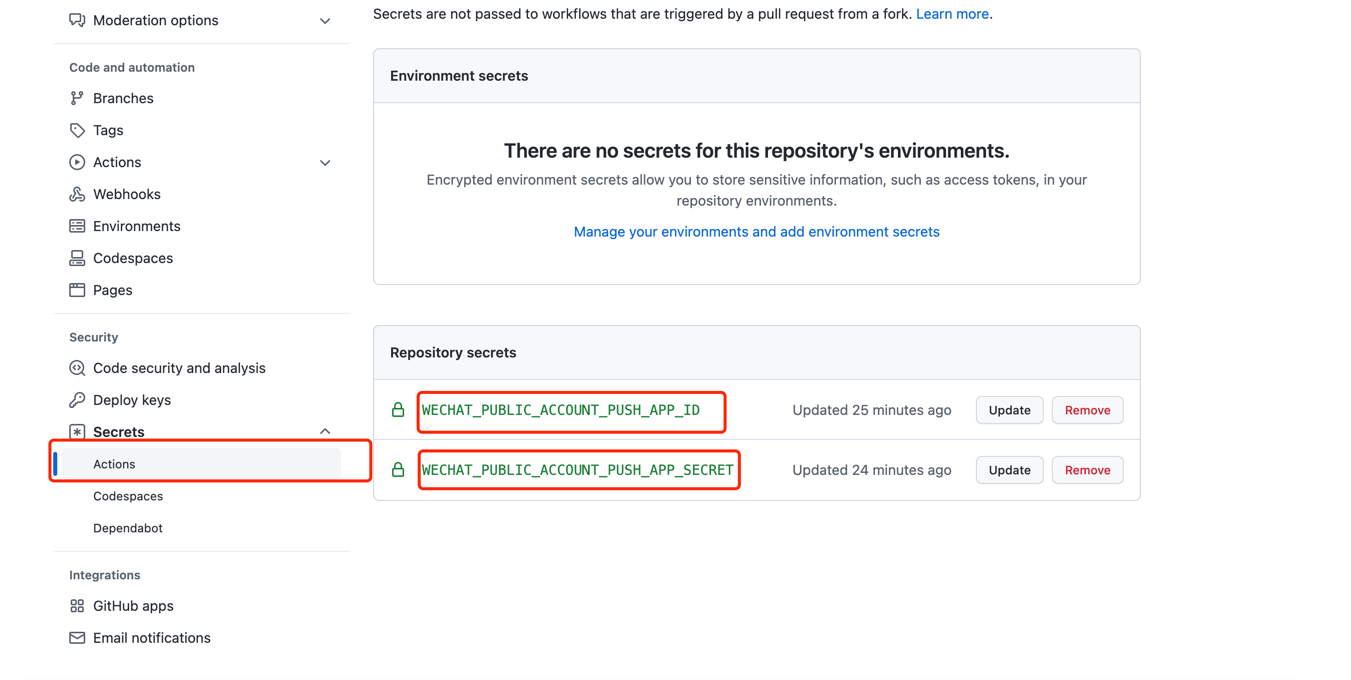 Moderation options
Code and automation
Branches
Tags
Actions
Webhooks
Environments
Codespaces
Pages
Security
Code security and analysis
Deploy keys
Secrets
Actions
Codespaces
Dependabot
Integrations
GitHub apps
Email notifications
Secrets are not passed to workflows that are triggered by a pull request from a fork. Learn more.
Environment secrets
There are no secrets for this repository's environments.
Encrypted environment secrets allow you to store sensitive information, such as access tokens, in your
repository environments.
Manage your environments and add environment secrets
Repository secrets
WECHAT_PUBLIC_ACCOUNT_PUSH_APP_ID Updated 25 minutes ago Update Remove
WECHAT_PUBLIC_ACCOUNT_PUSH_APP_SECRET Updated 24 minutes ago Update Remove